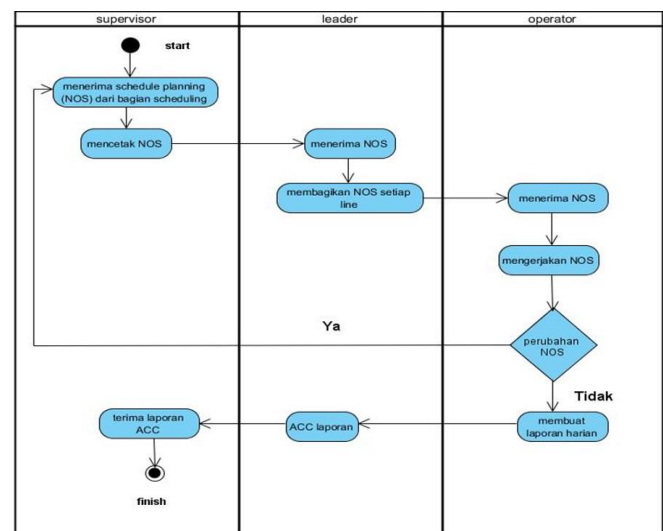 supervisor
leader
operator
start
menerima schedule planning
(NOS) dari bagian scheduling
mencetak NOS
menerima NOS
membagikan NOS setiap
line
menerima NOS
mengerjakan NOS
perubahan
NOS
Ya
Tidak
membuat
laporan harian
ACC laporan
terima laporan
ACC
finish